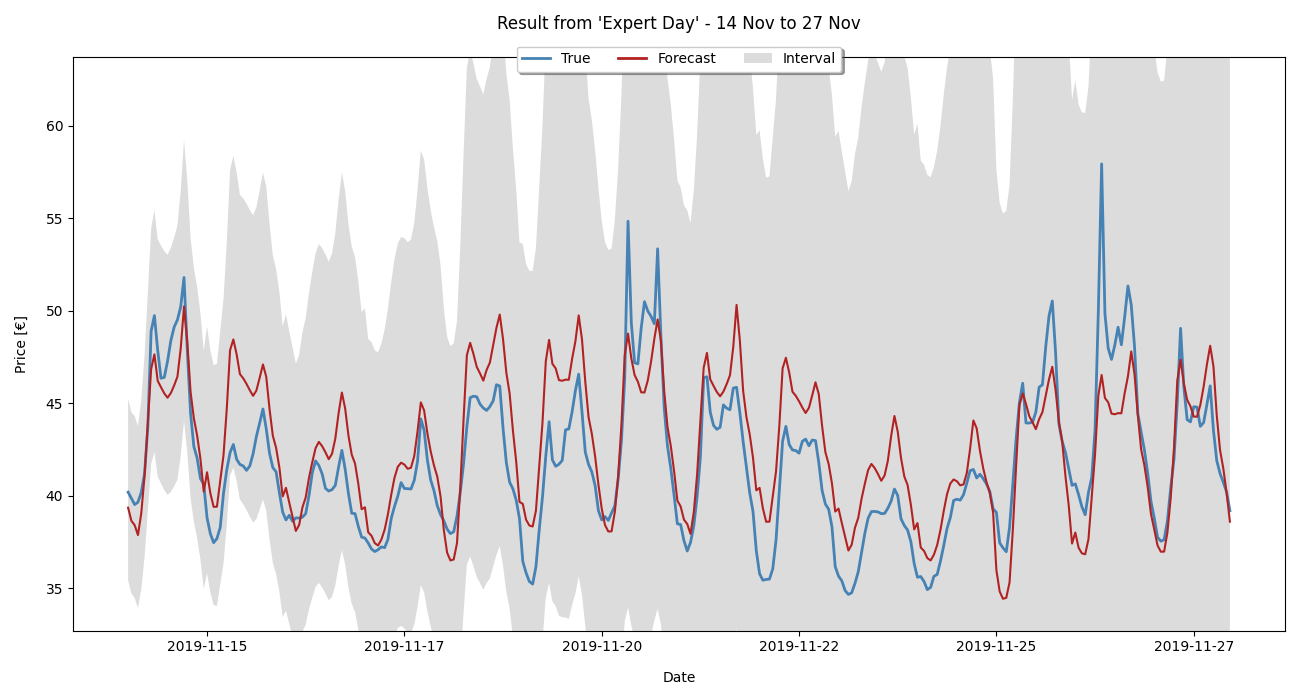 Result from 'Expert Day' - 14 Nov to 27 Nov
True Forecast Interval
Price [€]
60
55
50
45
40
35
2019-11-15 2019-11-17 2019-11-20 2019-11-22 2019-11-25 2019-11-27
Date